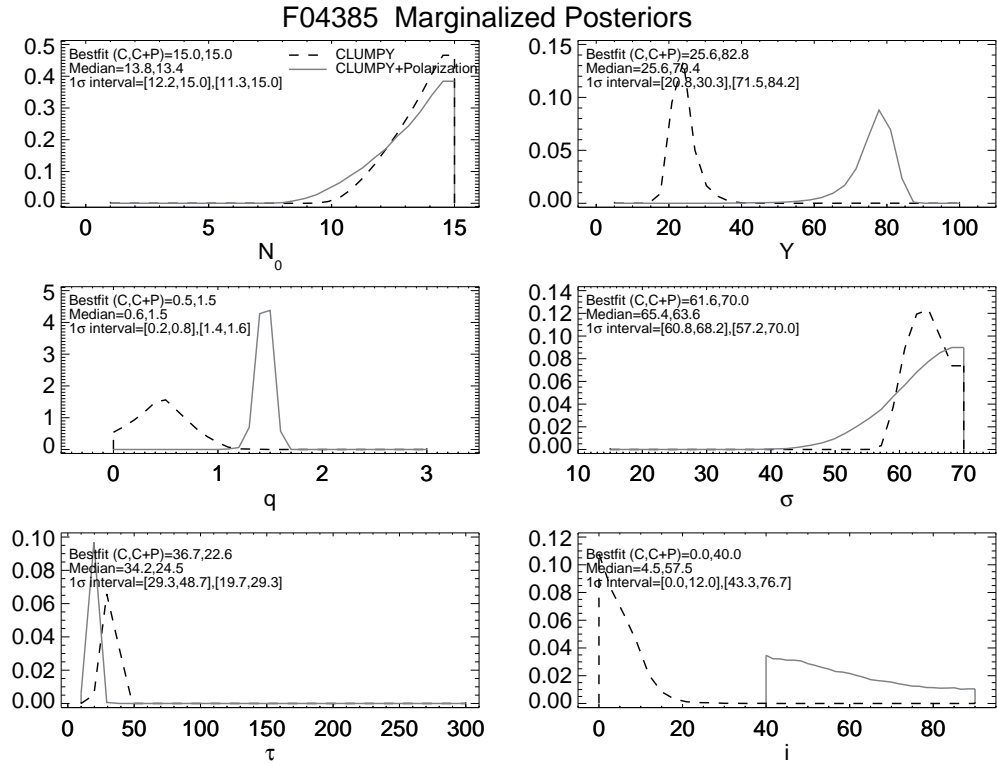 F04385 Marginalized Posteriors
Bestfit (C,C+P)=15.0,15.0
Median=13.8,13.4
1σ interval=[12.2,15.0],[11.3,15.0]
CLUMPY
CLUMPY+Polarization
0.5
0.4
0.3
0.2
0.1
0.0
0 5 10 15
N0
Bestfit (C,C+P)=25.6,82.8
Median=25.6,79.4
1σ interval=[20.8,30.3],[71.5,84.2]
0.15
0.10
0.05
0.00
0 20 40 60 80 100
Y
Bestfit (C,C+P)=0.5,1.5
Median=0.6,1.5
1σ interval=[0.2,0.8],[1.4,1.6]
5
4
3
2
1
0
0 1 2 3
q
Bestfit (C,C+P)=61.6,70.0
Median=65.4,63.6
1σ interval=[60.8,68.2],[57.2,70.0]
0.14
0.12
0.10
0.08
0.06
0.04
0.02
0.00
10 20 30 40 50 60 70
σ
Bestfit (C,C+P)=36.7,22.6
Median=34.2,24.5
1σ interval=[29.3,48.7],[19.7,29.3]
0.10
0.08
0.06
0.04
0.02
0.00
0 50 100 150 200 250 300
τ
Bestfit (C,C+P)=0.0,40.0
Median=4.5,57.5
1σ interval=[0.0,12.0],[43.3,76.7]
0.12
0.10
0.08
0.06
0.04
0.02
0.00
0 20 40 60 80
i